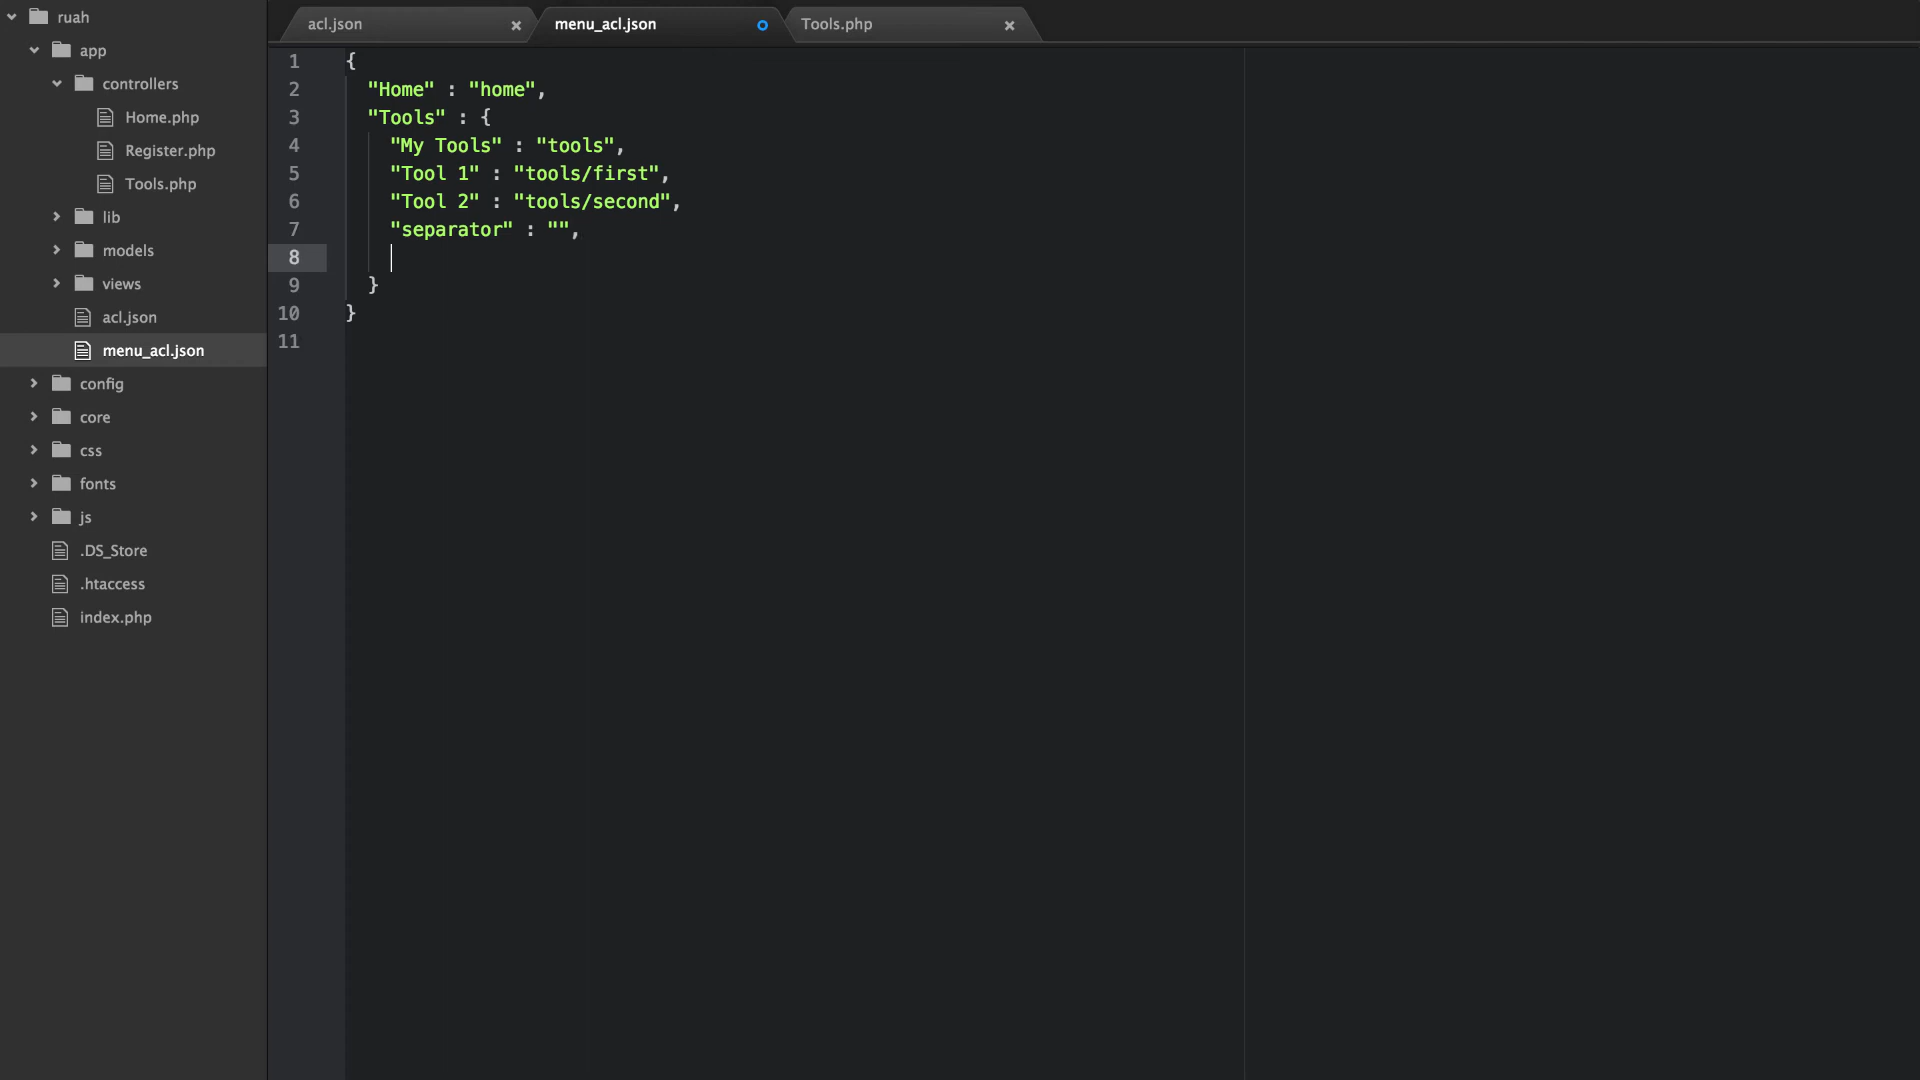 ruah
app
controllers
Home.php
Register.php
Tools.php
lib
models
views
acl.json
menu_acl.json
config
core
css
fonts
js
.DS_Store
.htaccess
index.php
acl.json × menu_acl.json Tools.php ×
1 {
2 "Home" : "home",
3 "Tools" : {
4 "My Tools" : "tools",
5 "Tool 1" : "tools/first",
6 "Tool 2" : "tools/second",
7 "separator" : "",
8
9 }
10 }
11